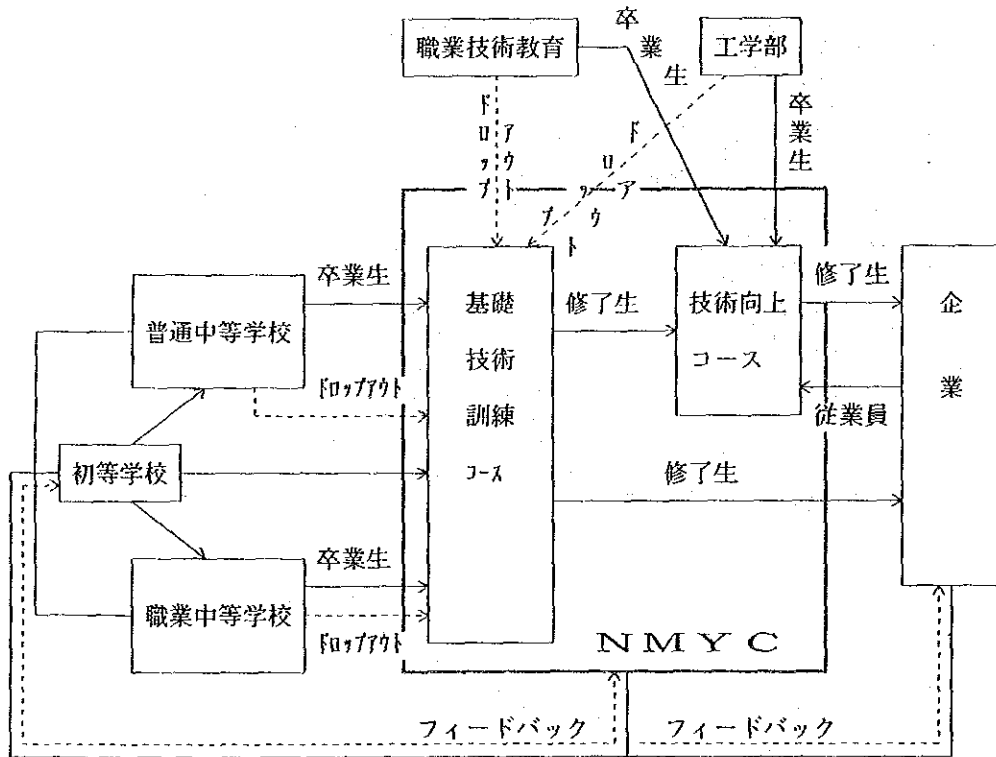 職業技術教育
卒業生
工学部
卒業生
ドロップアウト
ドロップアウト
普通中等学校
卒業生
ドロップアウト
基礎
技術
訓練
コース
修了生
技術向上
コース
修了生
従業員
企業
初等学校
修了生
職業中等学校
卒業生
ドロップアウト
NMYC
フィードバック
フィードバック